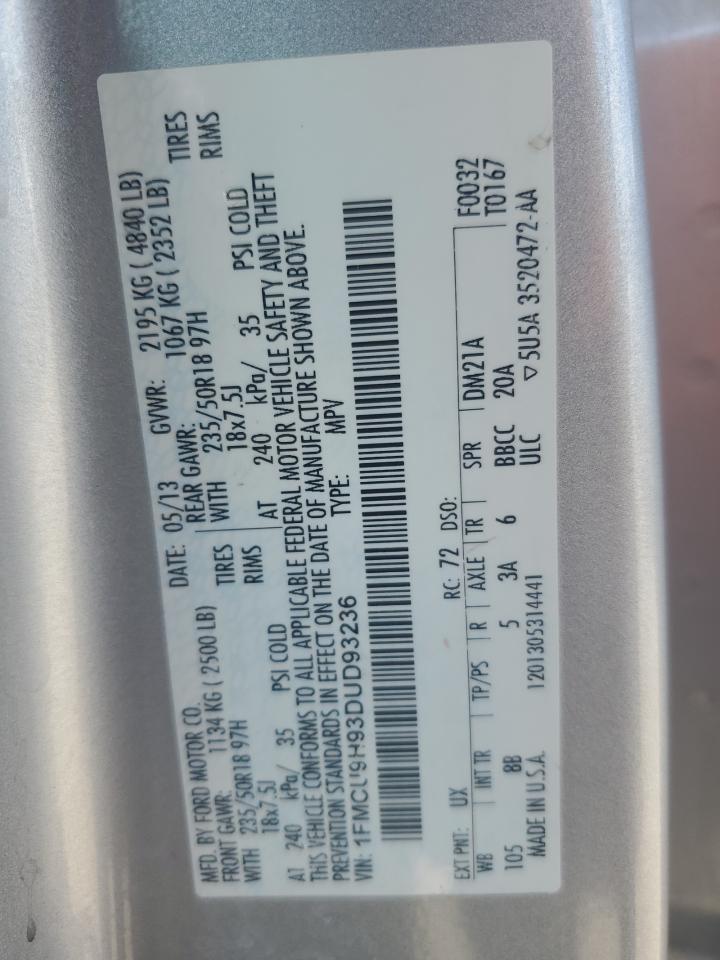 MFD. BY FORD MOTOR CO.
DATE: 05/13 GVWR: 2195 KG ( 4840 LB)
FRONT GAWR: 1134 KG ( 2500 LB)
REAR GAWR: 1067 KG ( 2352 LB)
WITH 235/50R18 97H TIRES
WITH 235/50R18 97H TIRES
18x7.5J RIMS
18x7.5J RIMS
AT 240 kPa/ 35 PSI COLD
AT 240 kPa/ 35 PSI COLD
THIS VEHICLE CONFORMS TO ALL APPLICABLE FEDERAL MOTOR VEHICLE SAFETY AND THEFT
PREVENTION STANDARDS IN EFFECT ON THE DATE OF MANUFACTURE SHOWN ABOVE.
VIN: 1FMCU9H93DUD93236 TYPE: MPV
EXT PNT: UX RC: 72 DSO: F0032
WB INT TR TP/PS R AXLE TR SPR DM21A T0167
105 8B 5 3A 6 BBCC 20A
MADE IN U.S.A. 1201305314441 ULC ▽5U5A 3520472-AA